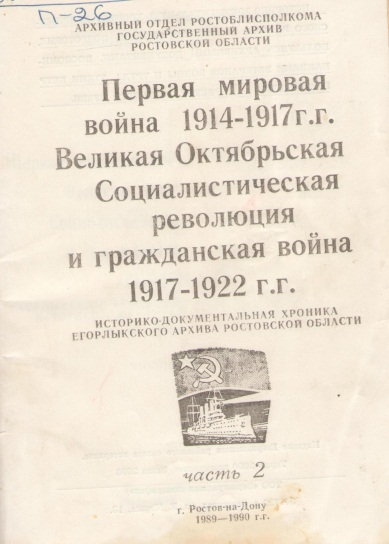 П-26
АРХИВНЫЙ ОТДЕЛ РОСТОБЛИСПОЛКОМА
ГОСУДАРСТВЕННЫЙ АРХИВ
РОСТОВСКОЙ ОБЛАСТИ
Первая мировая
война 1914-1917г.г.
Великая Октябрьская
Социалистическая
революция
и гражданская война
1917-1922 г.г.
ИСТОРИКО-ДОКУМЕНТАЛЬНАЯ ХРОНИКА
ЕГОРЛЫКСКОГО АРХИВА РОСТОВСКОЙ ОБЛАСТИ
часть 2
г. Ростов-на-Дону
1989—1990 г.г.